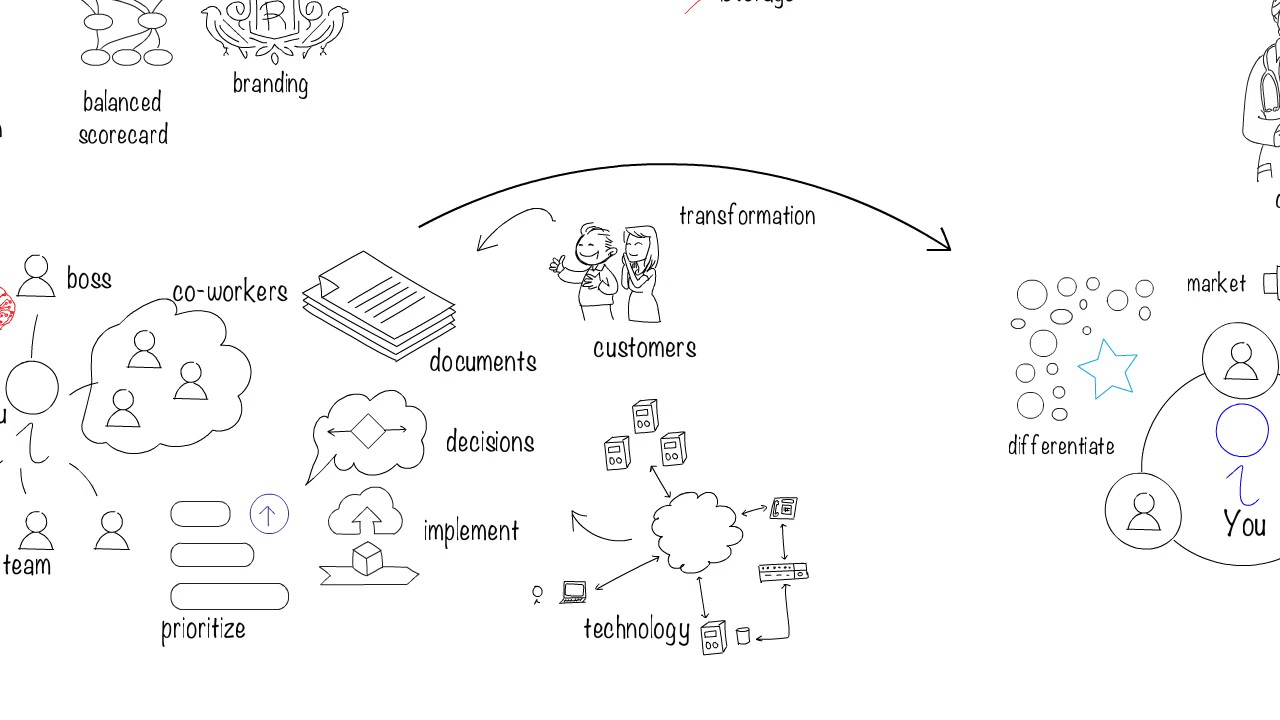 branding
balanced
scorecard
transformation
boss
co-workers
market
customers
documents
decisions
differentiate
implement
You
team
prioritize
technology